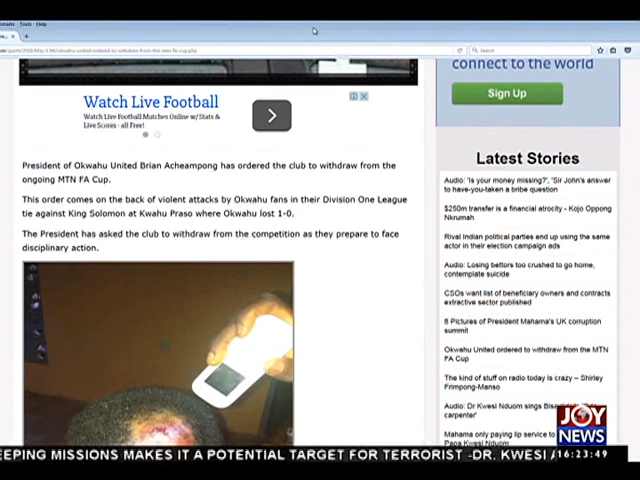 Tools Help
Search
connect to the world
Sign Up
Watch Live Football
Watch Live Football Matches Online w/ Stats &
Live Scores - all Free!
President of Okwahu United Brian Acheampong has ordered the club to withdraw from the
ongoing MTN FA Cup.
This order comes on the back of violent attacks by Okwahu fans in their Division One League
tie against King Solomon at Kwahu Praso where Okwahu lost 1-0.
The President has asked the club to withdraw from the competition as they prepare to face
disciplinary action.
Latest Stories
Audio: 'Is your money missing?', 'Sir John's answer
to have-you-taken a bribe question
$250m transfer is a financial atrocity - Kojo Oppong
Nkrumah
Rival Indian political parties end up using the same
actor in their election campaign ads
Audio: Losing bettors too crushed to go home,
contemplate suicide
CSOs want list of beneficiary owners and contracts
extractive sector published
8 Pictures of President Mahama's UK corruption
summit
Okwahu United ordered to withdraw from the MTN
FA Cup
The kind of stuff on radio today is crazy – Shirley
Frimpong-Manso
Audio: Dr Kwesi Nduom sings
carpenter'
Mahama only paying lip service to
Papa Kwesi Nduom
JOY
NEWS
16:23:49
EEPING MISSIONS MAKES IT A POTENTIAL TARGET FOR TERRORIST -DR. KWESI